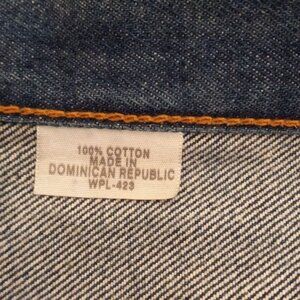 100% COTTON
MADE IN
DOMINICAN REPUBLIC
WPL-423